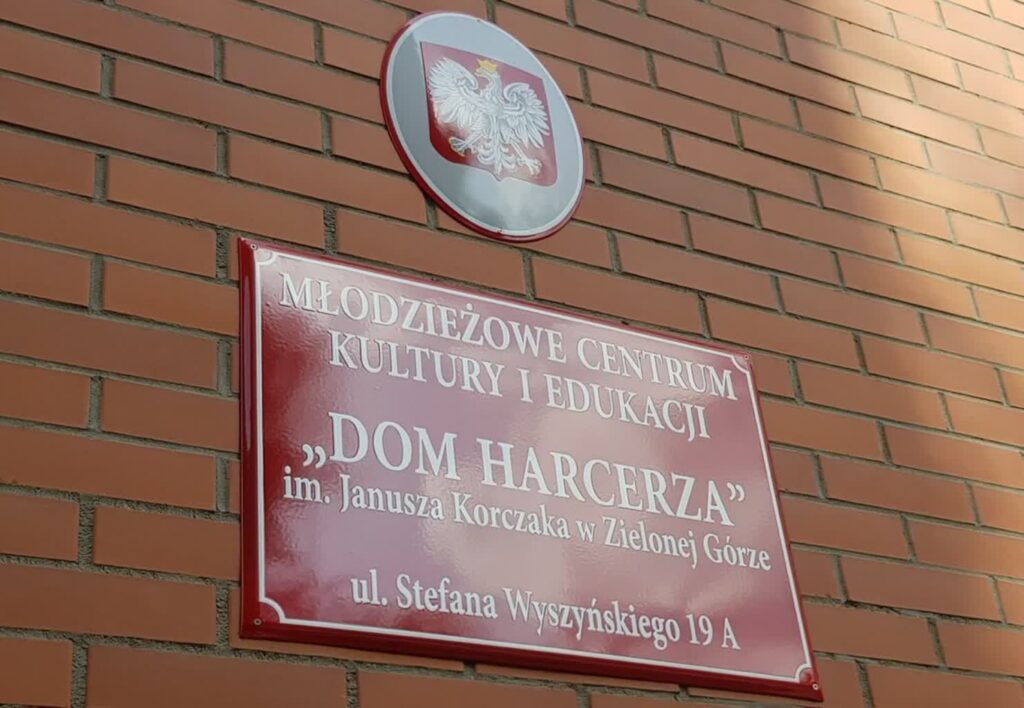 MŁODZIEŻOWE CENTRUM
KULTURY I EDUKACJI
„DOM HARCERZA”
im. Janusza Korczaka w Zielonej Górze
ul. Stefana Wyszyńskiego 19 A